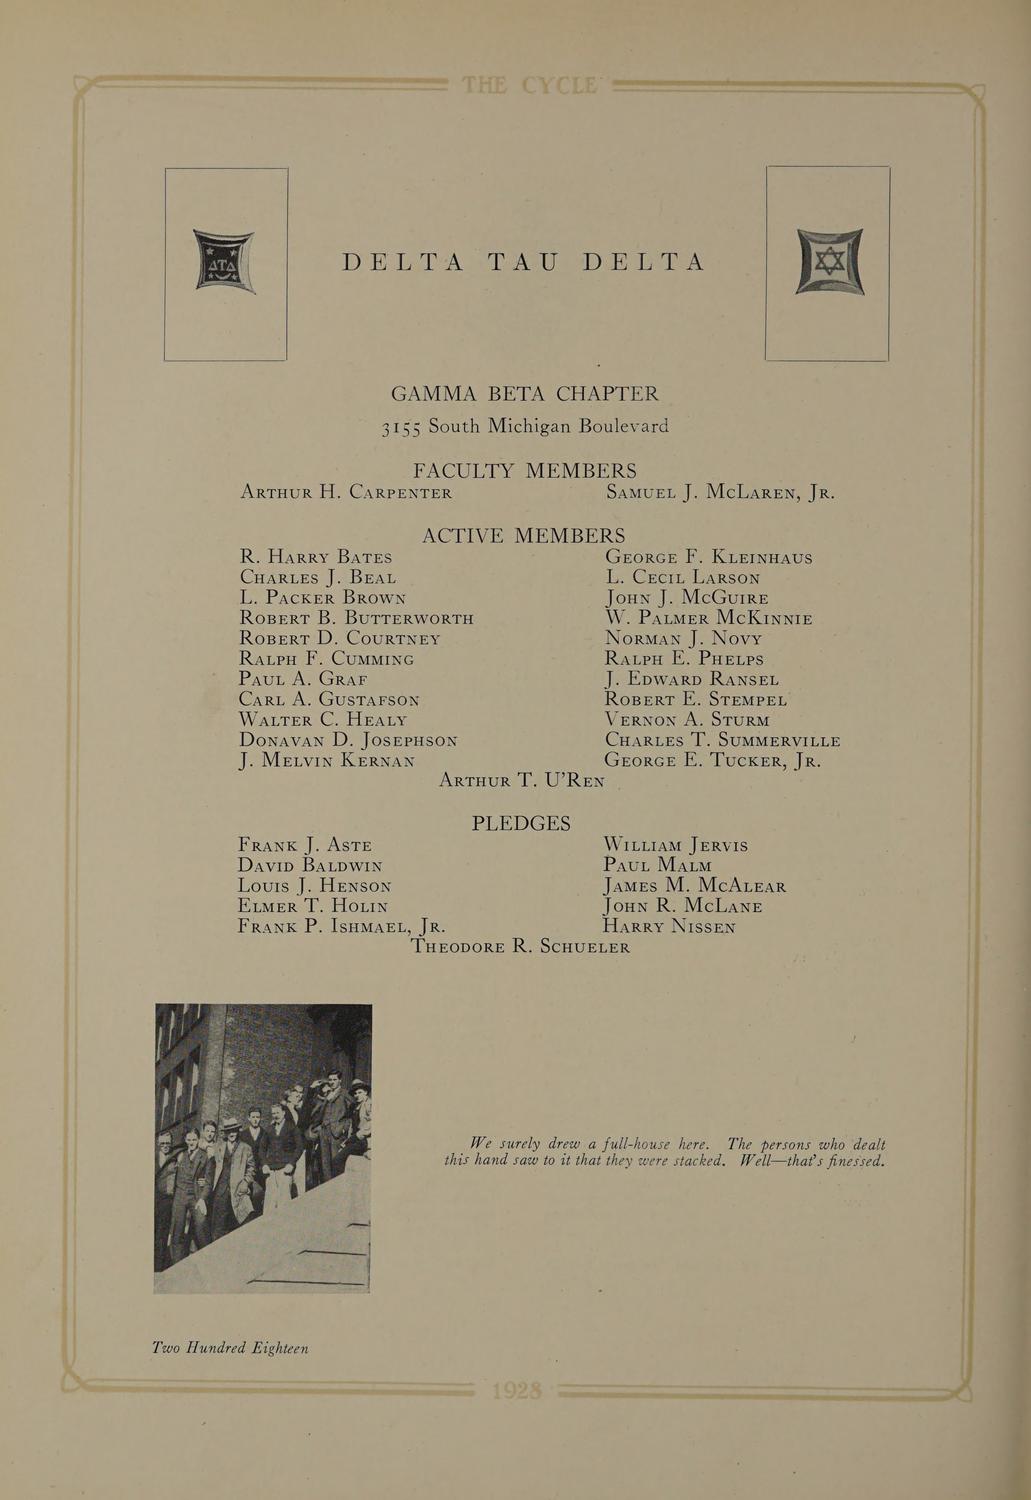 THE CYCLE
ΔΤΔ
DELTA TAU DELTA
GAMMA BETA CHAPTER
3155 South Michigan Boulevard
FACULTY MEMBERS
Arthur H. Carpenter Samuel J. McLaren, Jr.
ACTIVE MEMBERS
R. Harry Bates George F. Kleinhaus
Charles J. Beal L. Cecil Larson
L. Packer Brown John J. McGuire
Robert B. Butterworth W. Palmer McKinnie
Robert D. Courtney Norman J. Novy
Ralph F. Cumming Ralph E. Phelps
Paul A. Graf J. Edward Ransel
Carl A. Gustafson Robert E. Stempel
Walter C. Healy Vernon A. Sturm
Donavan D. Josephson Charles T. Summerville
J. Melvin Kernan George E. Tucker, Jr.
Arthur T. U'Ren
PLEDGES
Frank J. Aste William Jervis
David Baldwin Paul Malm
Louis J. Henson James M. McAlear
Elmer T. Holin John R. McLane
Frank P. Ishmael, Jr. Harry Nissen
Theodore R. Schueler
We surely drew a full-house here. The persons who dealt
this hand saw to it that they were stacked. Well—that's finessed.
Two Hundred Eighteen
1928